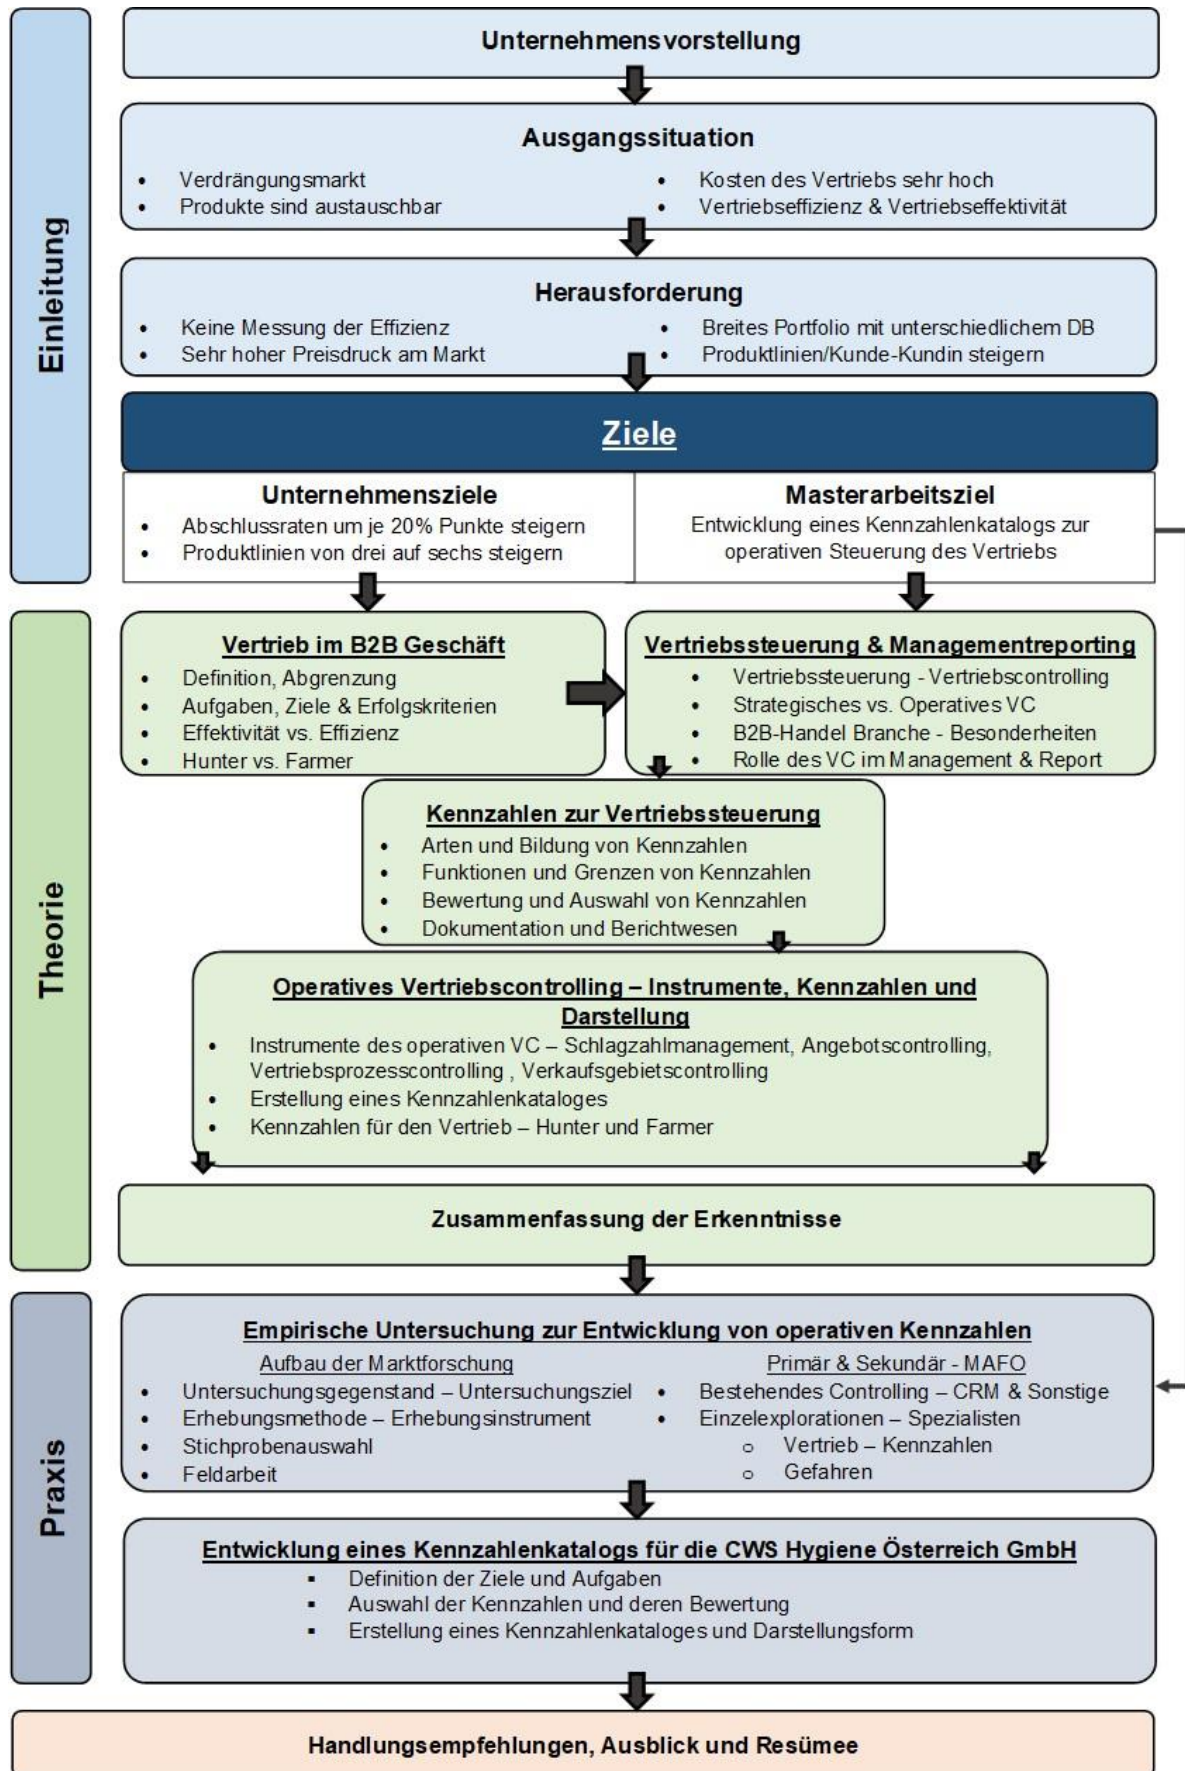 Einleitung
Unternehmensvorstellung
Ausgangssituation
• Verdrängungsmarkt
• Produkte sind austauschbar
• Kosten des Vertriebs sehr hoch
• Vertriebseffizienz & Vertriebseffektivität
Herausforderung
• Keine Messung der Effizienz
• Sehr hoher Preisdruck am Markt
• Breites Portfolio mit unterschiedlichem DB
• Produktlinien/Kunde-Kundin steigern
Ziele
Unternehmensziele
• Abschlussraten um je 20% Punkte steigern
• Produktlinien von drei auf sechs steigern
Masterarbeitsziel
Entwicklung eines Kennzahlenkatalogs zur
operativen Steuerung des Vertriebs
Theorie
Vertrieb im B2B Geschäft
• Definition, Abgrenzung
• Aufgaben, Ziele & Erfolgskriterien
• Effektivität vs. Effizienz
• Hunter vs. Farmer
Vertriebssteuerung & Managementreporting
• Vertriebssteuerung - Vertriebscontrolling
• Strategisches vs. Operatives VC
• B2B-Handel Branche - Besonderheiten
• Rolle des VC im Management & Report
Kennzahlen zur Vertriebssteuerung
• Arten und Bildung von Kennzahlen
• Funktionen und Grenzen von Kennzahlen
• Bewertung und Auswahl von Kennzahlen
• Dokumentation und Berichtwesen
Operatives Vertriebscontrolling – Instrumente, Kennzahlen und
Darstellung
• Instrumente des operativen VC – Schlagzahlmanagement, Angebotscontrolling,
Vertriebsprozesscontrolling , Verkaufsgebietscontrolling
• Erstellung eines Kennzahlenkataloges
• Kennzahlen für den Vertrieb – Hunter und Farmer
Zusammenfassung der Erkenntnisse
Praxis
Empirische Untersuchung zur Entwicklung von operativen Kennzahlen
Aufbau der Marktforschung
• Untersuchungsgegenstand – Untersuchungsziel
• Erhebungsmethode – Erhebungsinstrument
• Stichprobenauswahl
• Feldarbeit
Primär & Sekundär - MAFO
• Bestehendes Controlling – CRM & Sonstige
• Einzelexplorationen – Spezialisten
o Vertrieb – Kennzahlen
o Gefahren
Entwicklung eines Kennzahlenkatalogs für die CWS Hygiene Österreich GmbH
▪ Definition der Ziele und Aufgaben
▪ Auswahl der Kennzahlen und deren Bewertung
▪ Erstellung eines Kennzahlenkataloges und Darstellungsform
Handlungsempfehlungen, Ausblick und Resümee